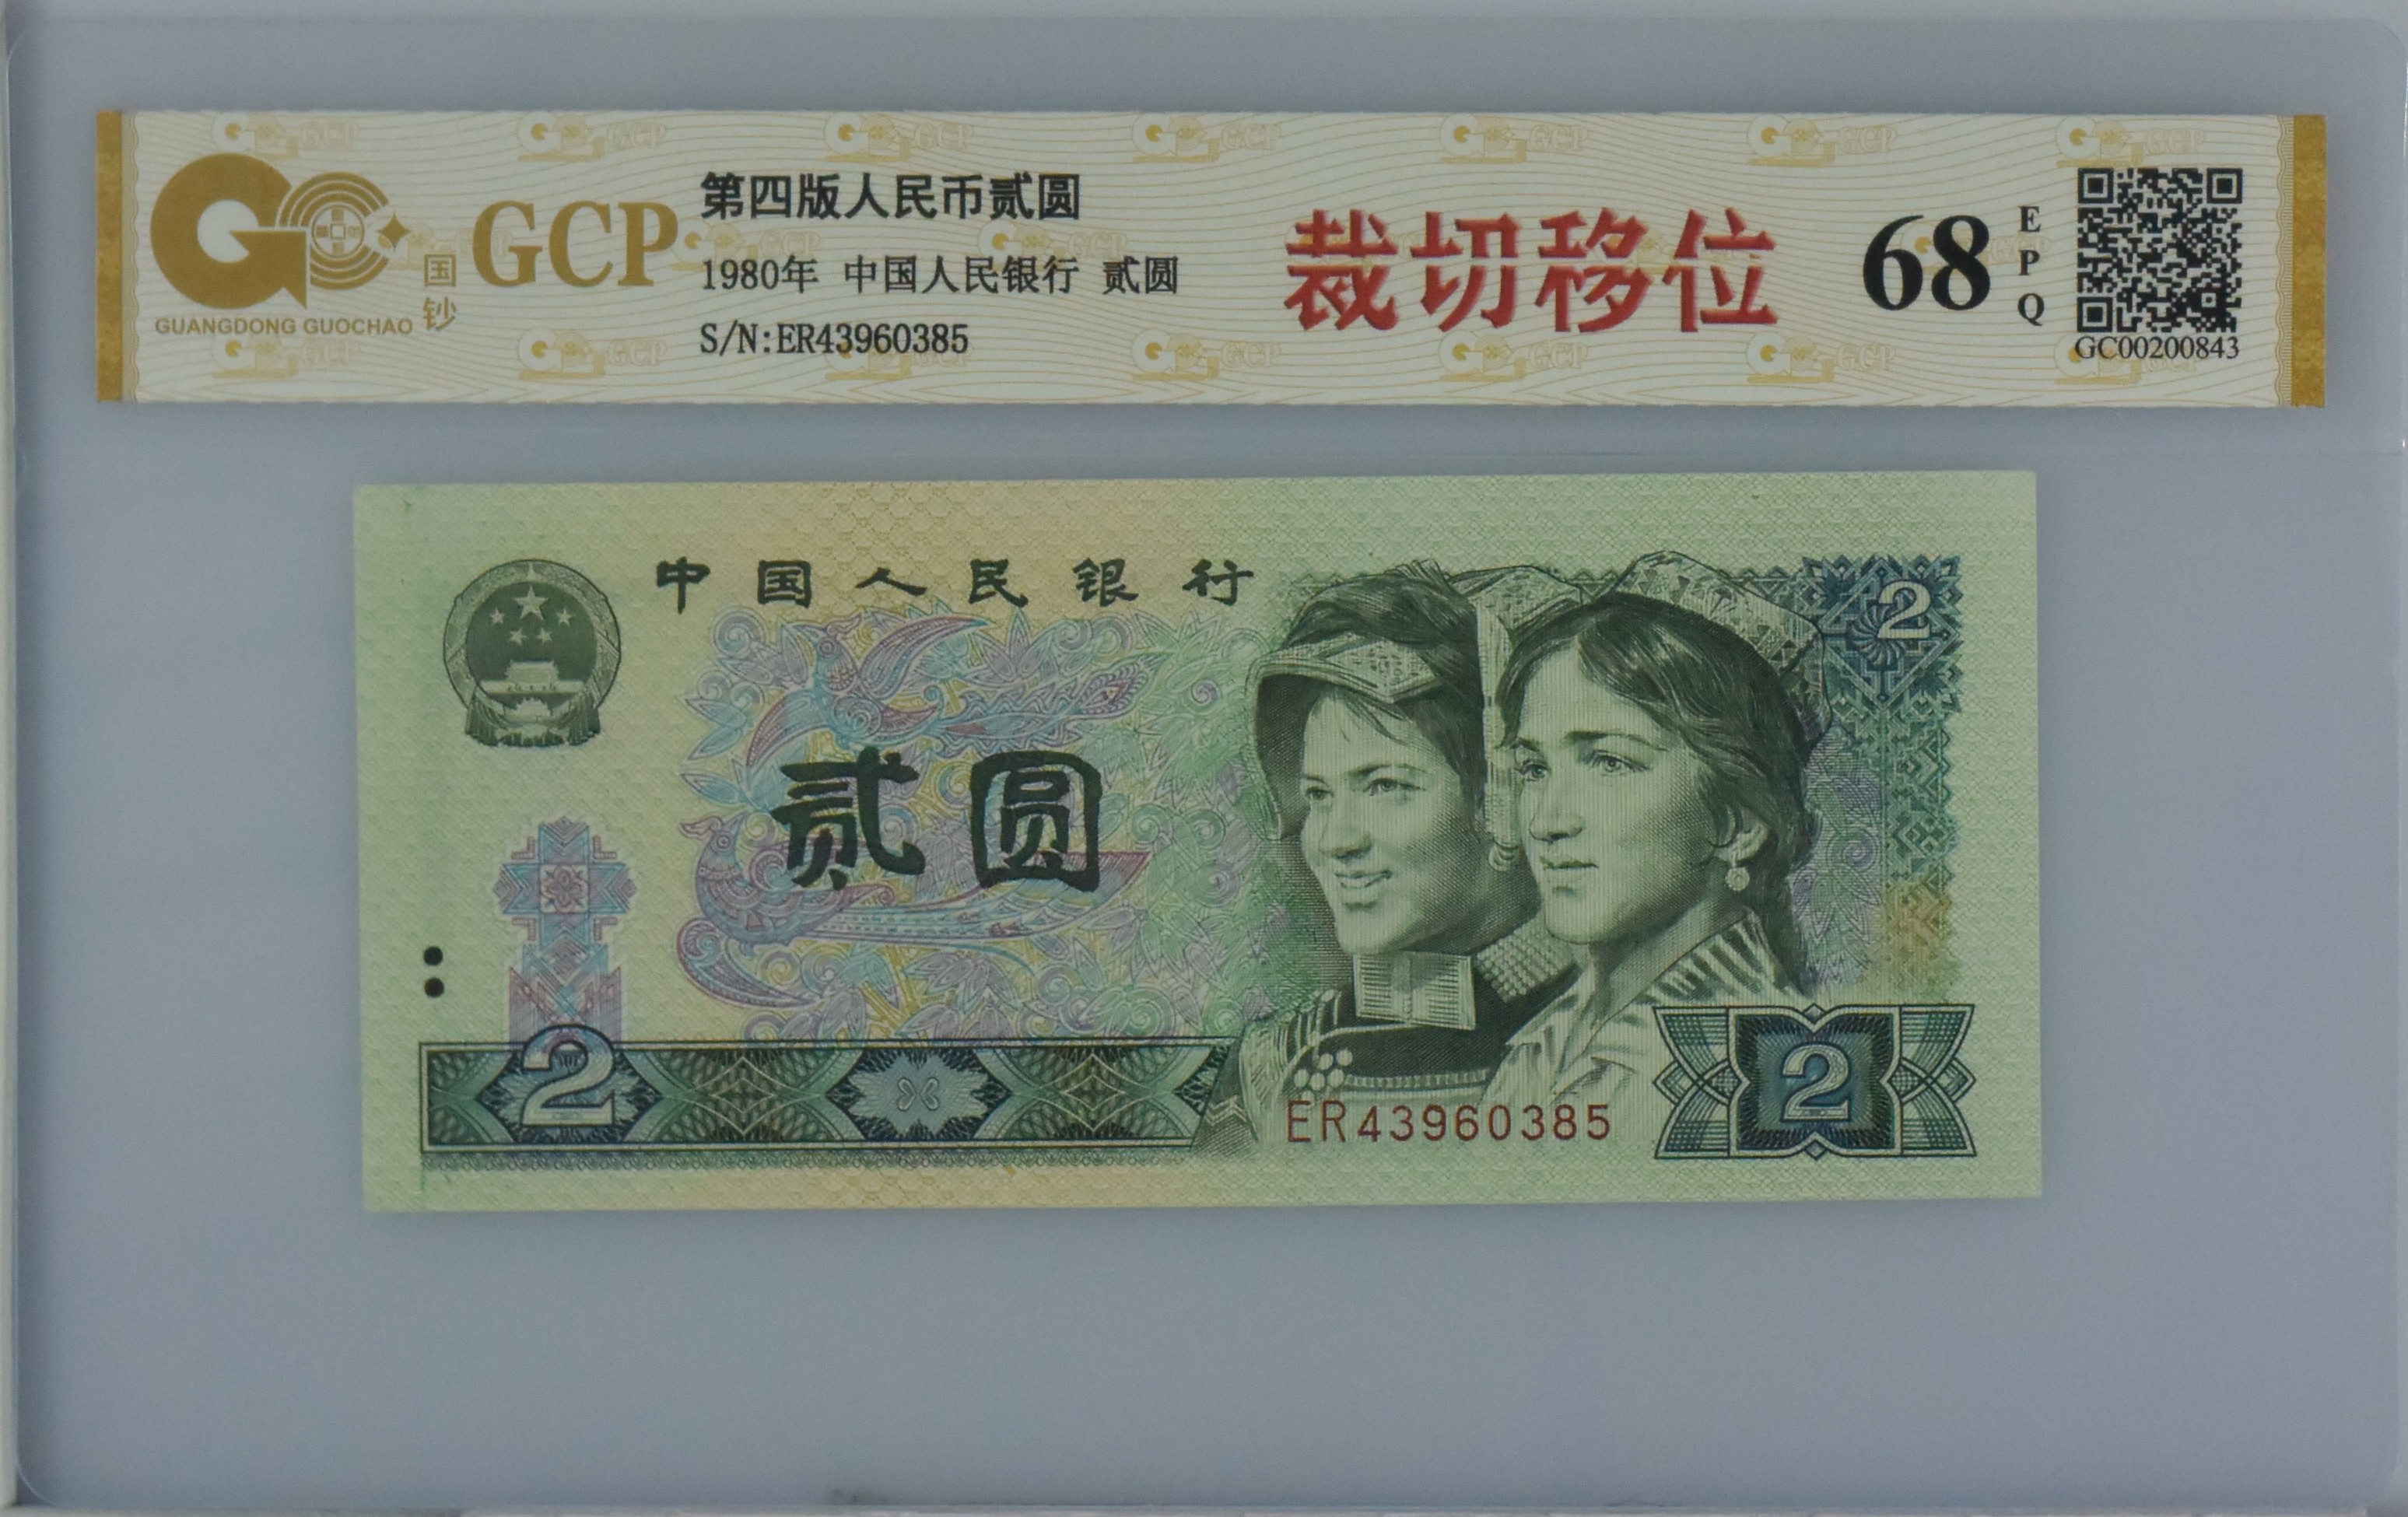 GCP
国
钞
GUANGDONG GUOCHAO
第四版人民币贰圆
1980年 中国人民银行 贰圆
S/N:ER43960385
裁切移位
68
E
P
Q
GC00200843
中国人民银行
2
贰圆
2
ER43960385
2